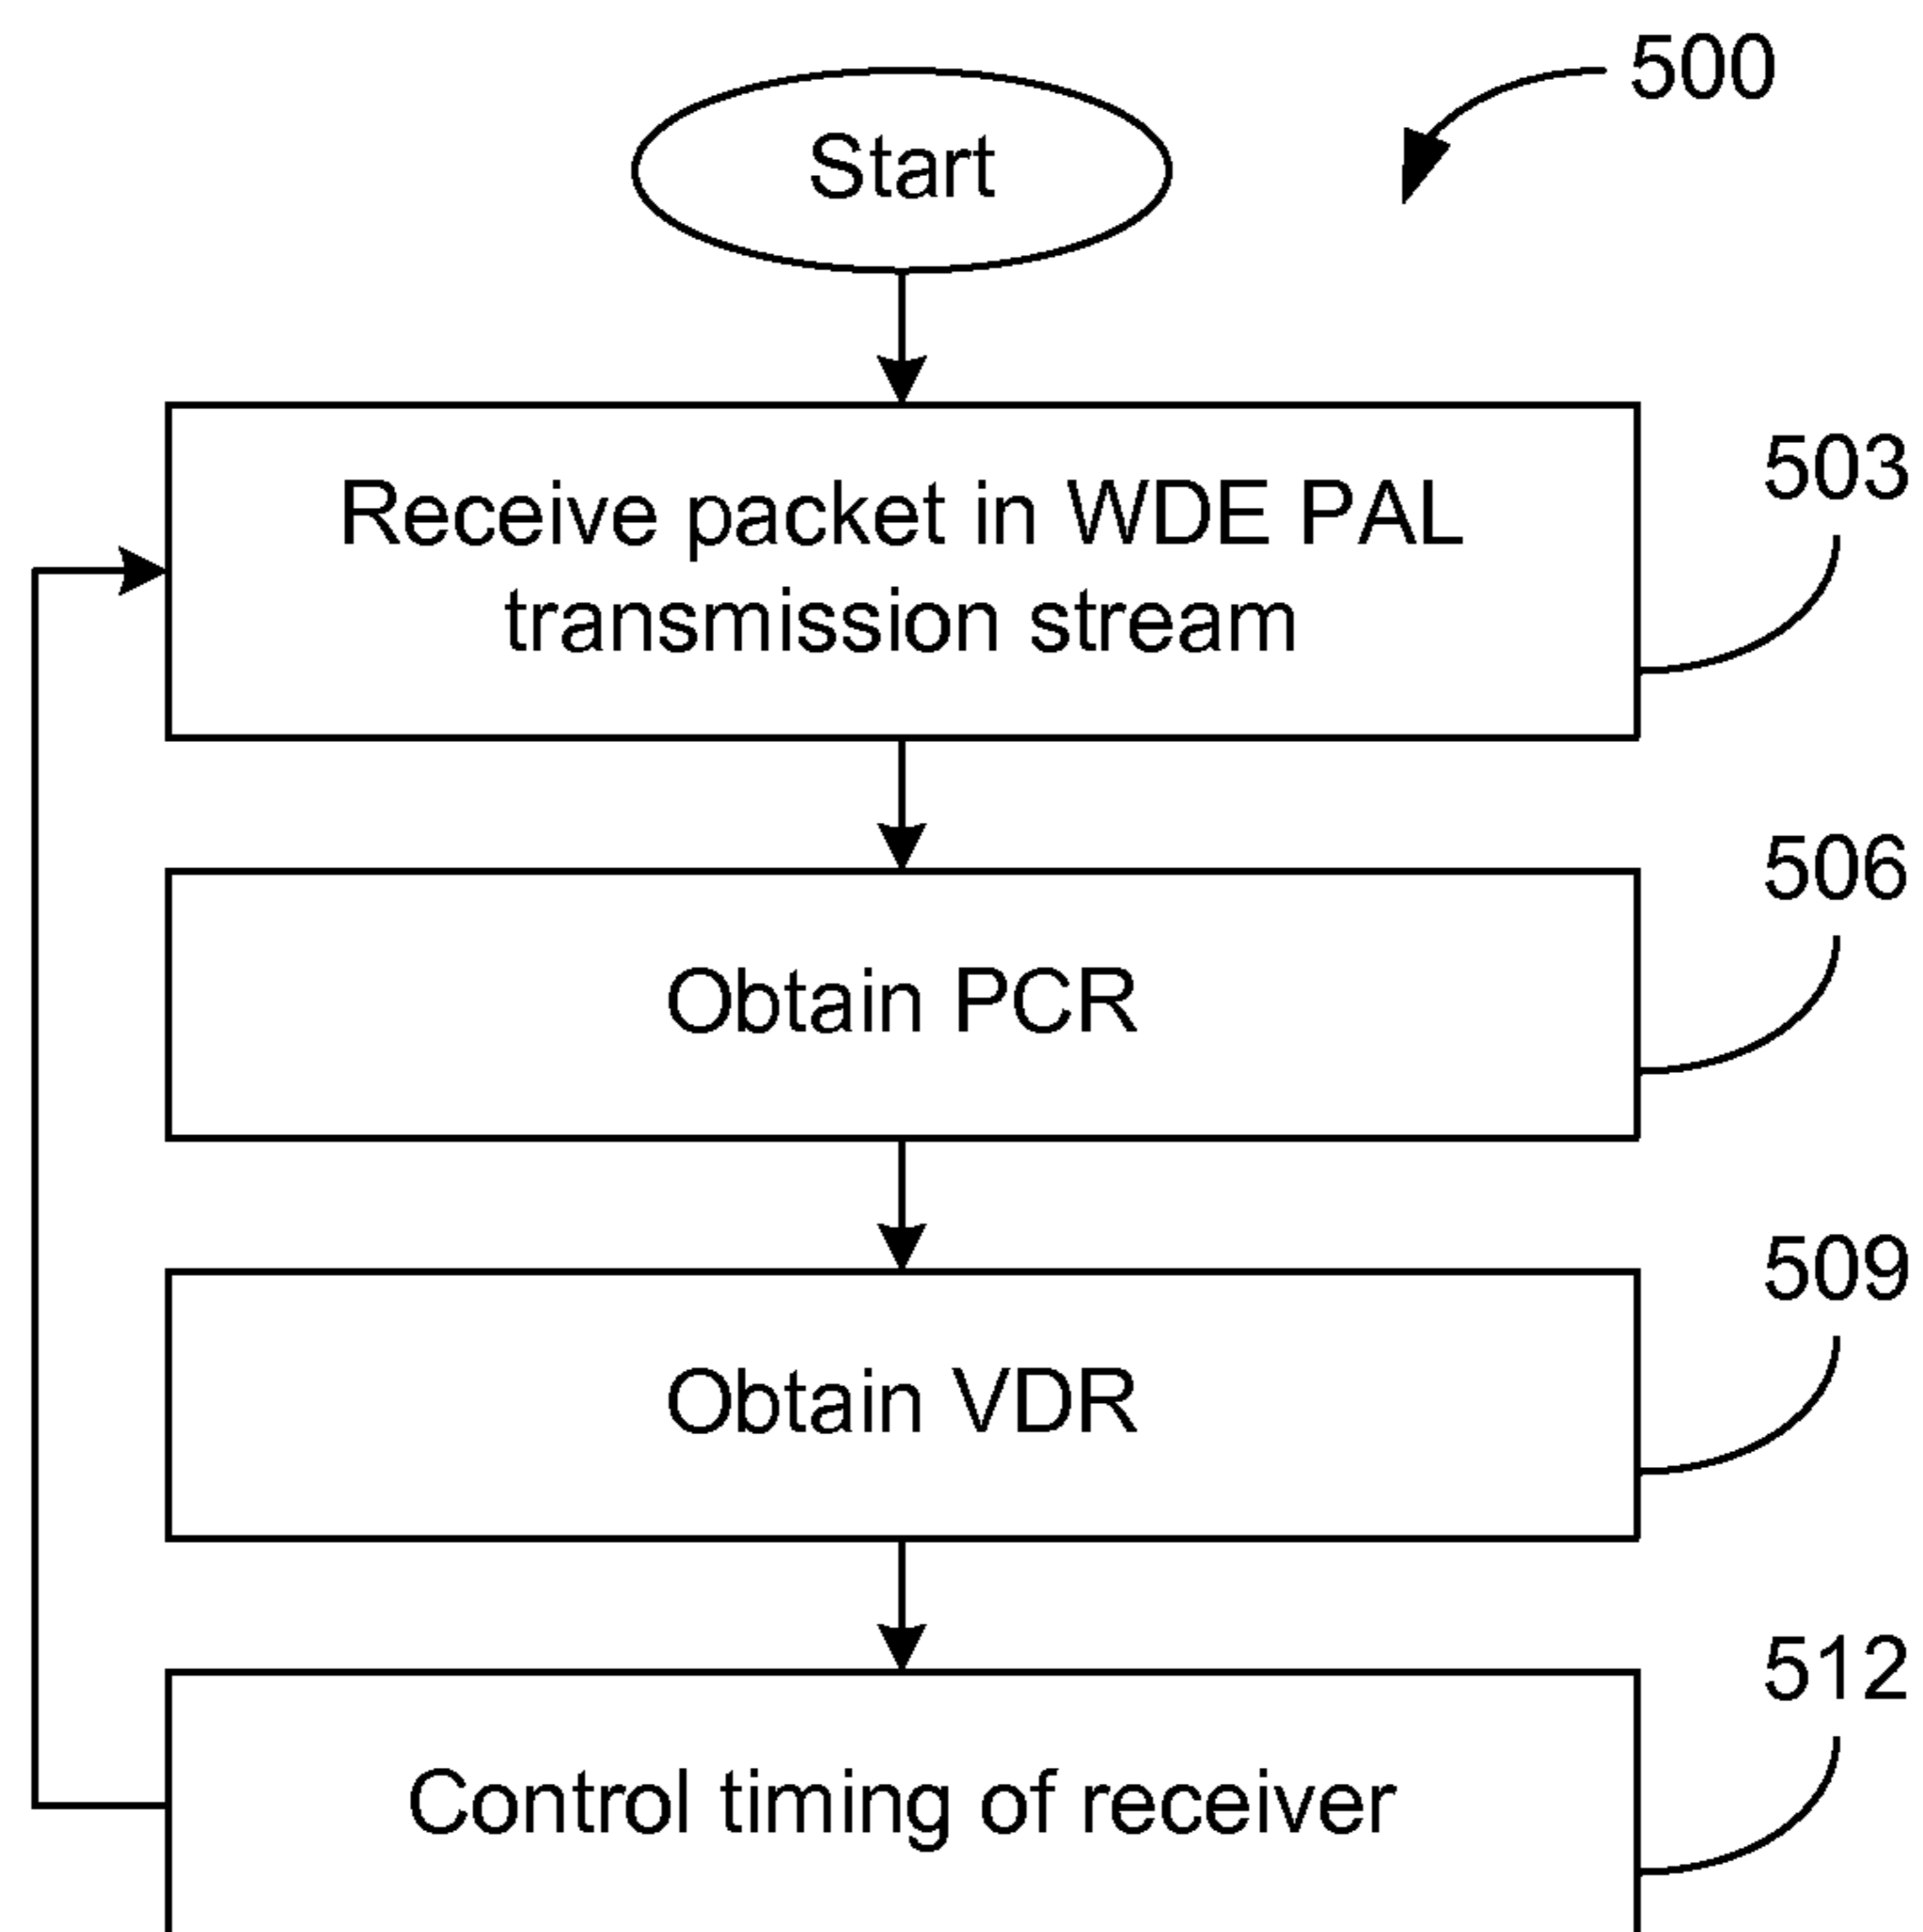 500
Start
503
Receive packet in WDE PAL
transmission stream
506
Obtain PCR
509
Obtain VDR
512
Control timing of receiver